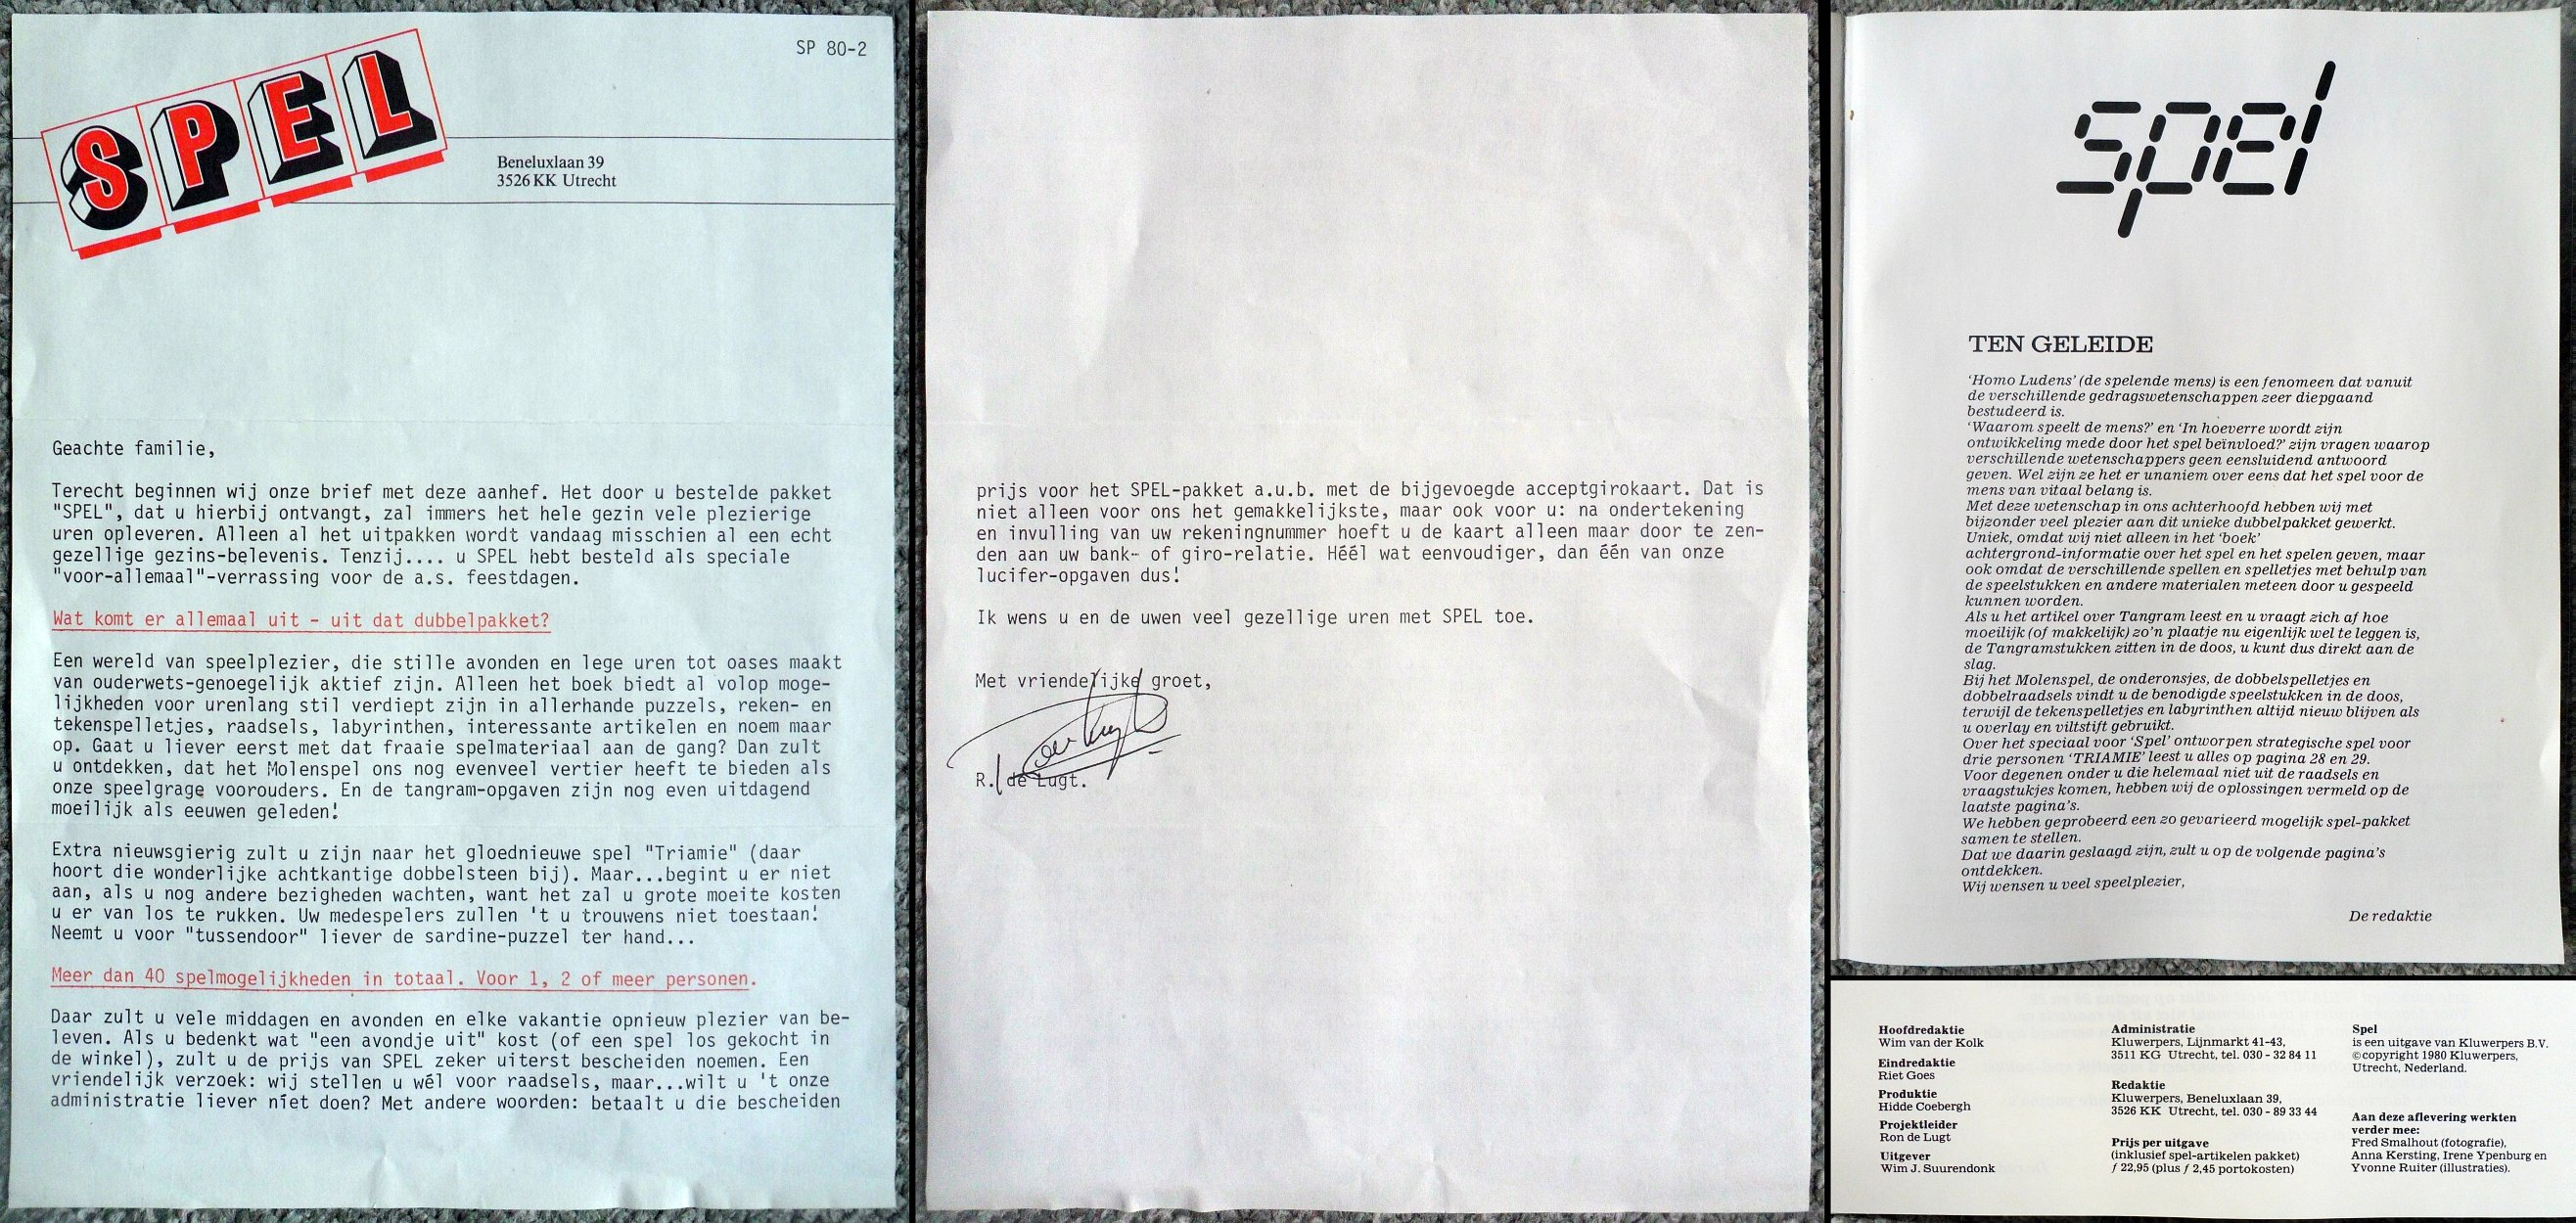 SP 80-2
SPEL
Beneluxlaan 39
3526 KK Utrecht
Geachte familie,
Terecht beginnen wij onze brief met deze aanhef. Het door u bestelde pakket
"SPEL", dat u hierbij ontvangt, zal immers het hele gezin vele plezierige
uren opleveren. Alleen al het uitpakken wordt vandaag misschien al een echt
gezellige gezins-belevenis. Tenzij.... u SPEL hebt besteld als speciale
"voor-allemaal"-verrassing voor de a.s. feestdagen.
Wat komt er allemaal uit - uit dat dubbelpakket?
Een wereld van speelplezier, die stille avonden en lege uren tot oases maakt
van ouderwets-genoegelijk aktief zijn. Alleen het boek biedt al volop moge-
lijkheden voor urenlang stil verdiept zijn in allerhande puzzels, reken- en
tekenspelletjes, raadsels, labyrinthen, interessante artikelen en noem maar
op. Gaat u liever eerst met dat fraaie spelmateriaal aan de gang? Dan zult
u ontdekken, dat het Molenspel ons nog evenveel vertier heeft te bieden als
onze speelgrage voorouders. En de tangram-opgaven zijn nog even uitdagend
moeilijk als eeuwen geleden!
Extra nieuwsgierig zult u zijn naar het gloednieuwe spel "Triamie" (daar
hoort die wonderlijke achtkantige dobbelsteen bij). Maar...begint u er niet
aan, als u nog andere bezigheden wachten, want het zal u grote moeite kosten
u er van los te rukken. Uw medespelers zullen 't u trouwens niet toestaan!
Neemt u voor "tussendoor" liever de sardine-puzzel ter hand...
Meer dan 40 spelmogelijkheden in totaal. Voor 1, 2 of meer personen.
Daar zult u vele middagen en avonden en elke vakantie opnieuw plezier van be-
leven. Als u bedenkt wat "een avondje uit" kost (of een spel los gekocht in
de winkel), zult u de prijs van SPEL zeker uiterst bescheiden noemen. Een
vriendelijk verzoek: wij stellen u wél voor raadsels, maar...wilt u 't onze
administratie liever níet doen? Met andere woorden: betaalt u die bescheiden
prijs voor het SPEL-pakket a.u.b. met de bijgevoegde acceptgirokaart. Dat is
niet alleen voor ons het gemakkelijkste, maar ook voor u: na ondertekening
en invulling van uw rekeningnummer hoeft u de kaart alleen maar door te zen-
den aan uw bank- of giro-relatie. Héél wat eenvoudiger, dan één van onze
lucifer-opgaven dus!
Ik wens u en de uwen veel gezellige uren met SPEL toe.
Met vriendelijke groet,
R. de Lugt.
spel
TEN GELEIDE
'Homo Ludens' (de spelende mens) is een fenomeen dat vanuit
de verschillende gedragswetenschappen zeer diepgaand
bestudeerd is.
'Waarom speelt de mens?' en 'In hoeverre wordt zijn
ontwikkeling mede door het spel beïnvloed?' zijn vragen waarop
verschillende wetenschappers geen eensluidend antwoord
geven. Wel zijn ze het er unaniem over eens dat het spel voor de
mens van vitaal belang is.
Met deze wetenschap in ons achterhoofd hebben wij met
bijzonder veel plezier aan dit unieke dubbelpakket gewerkt.
Uniek, omdat wij niet alleen in het 'boek'
achtergrond-informatie over het spel en het spelen geven, maar
ook omdat de verschillende spellen en spelletjes met behulp van
de speelstukken en andere materialen meteen door u gespeeld
kunnen worden.
Als u het artikel over Tangram leest en u vraagt zich af hoe
moeilijk (of makkelijk) zo'n plaatje nu eigenlijk wel te leggen is,
de Tangramstukken zitten in de doos, u kunt dus direkt aan de
slag.
Bij het Molenspel, de onderonsjes, de dobbelspelletjes en
dobbelraadsels vindt u de benodigde speelstukken in de doos,
terwijl de tekenspelletjes en labyrinthen altijd nieuw blijven als
u overlay en viltstift gebruikt.
Over het speciaal voor 'Spel' ontworpen strategische spel voor
drie personen 'TRIAMIE' leest u alles op pagina 28 en 29.
Voor degenen onder u die helemaal niet uit de raadsels en
vraagstukjes komen, hebben wij de oplossingen vermeld op de
laatste pagina's.
We hebben geprobeerd een zo gevarieerd mogelijk spel-pakket
samen te stellen.
Dat we daarin geslaagd zijn, zult u op de volgende pagina's
ontdekken.
Wij wensen u veel speelplezier,
De redaktie
Hoofdredaktie
Wim van der Kolk
Eindredaktie
Riet Goes
Produktie
Hidde Coebergh
Projektleider
Ron de Lugt
Uitgever
Wim J. Suurendonk
Administratie
Kluwerpers, Lijnmarkt 41-43,
3511 KG Utrecht, tel. 030 - 32 84 11
Redaktie
Kluwerpers, Beneluxlaan 39,
3526 KK Utrecht, tel. 030 - 89 33 44
Prijs per uitgave
(inklusief spel-artikelen pakket)
ƒ 22,95 (plus ƒ 2,45 portokosten)
Spel
is een uitgave van Kluwerpers B.V.
©copyright 1980 Kluwerpers,
Utrecht, Nederland.
Aan deze aflevering werkten
verder mee:
Fred Smalhout (fotografie),
Anna Kersting, Irene Ypenburg en
Yvonne Ruiter (illustraties).